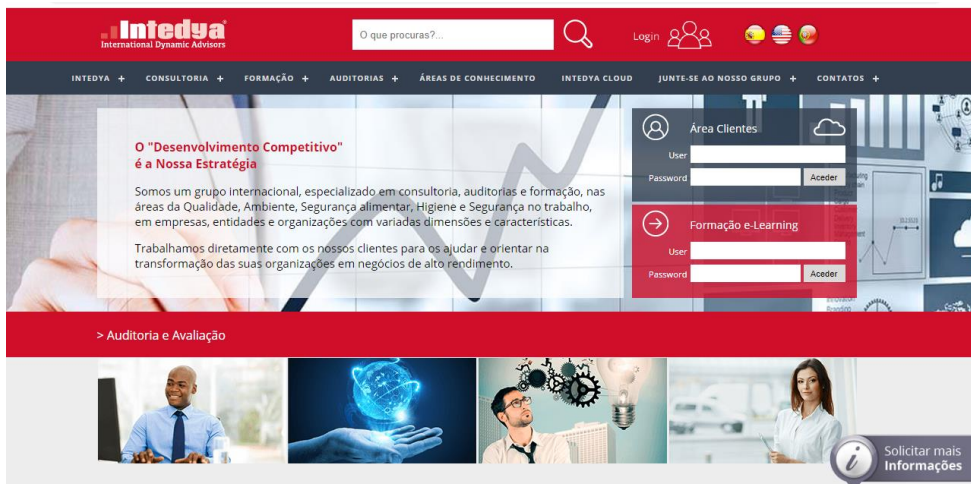 Intedya
International Dynamic Advisors
O que procuras?...
Login
INTEDYA +
CONSULTORIA +
FORMAÇÃO +
AUDITORIAS +
ÁREAS DE CONHECIMENTO
INTEDYA CLOUD
JUNTE-SE AO NOSSO GRUPO +
CONTATOS +
O "Desenvolvimento Competitivo"
é a Nossa Estratégia
Somos um grupo internacional, especializado em consultoria, auditorias e formação, nas
áreas da Qualidade, Ambiente, Segurança alimentar, Higiene e Segurança no trabalho,
em empresas, entidades e organizações com variadas dimensões e características.
Trabalhamos diretamente com os nossos clientes para os ajudar e orientar na
transformação das suas organizações em negócios de alto rendimento.
Área Clientes
User
Password
Aceder
Formação e-Learning
User
Password
Aceder
> Auditoria e Avaliação
Solicitar mais
Informações